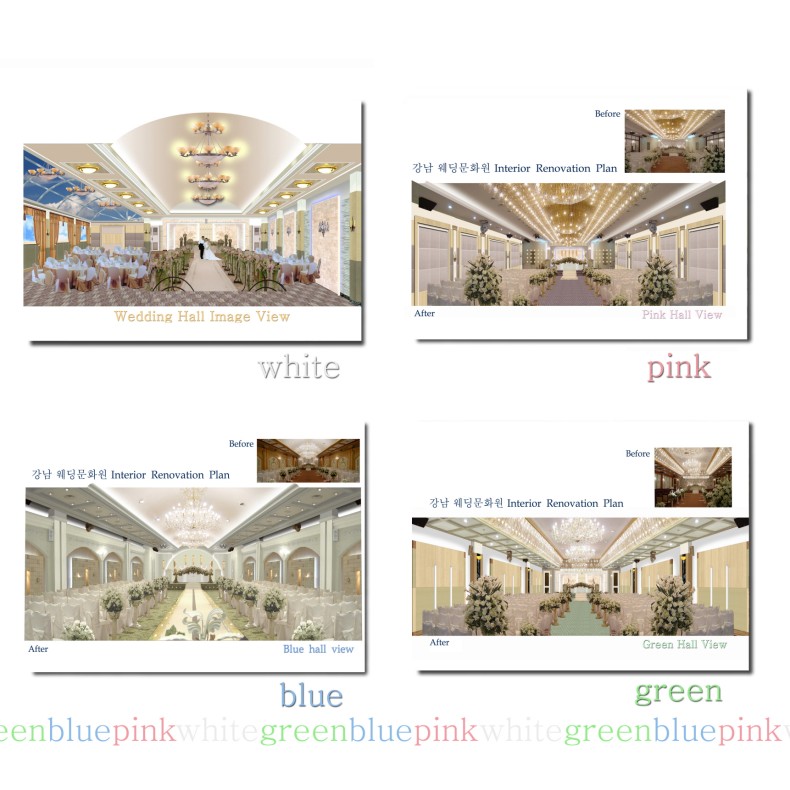 Wedding Hall Image View
white
Before
강남 웨딩문화원 Interior Renovation Plan
After
Pink Hall View
pink
Before
강남 웨딩문화원 Interior Renovation Plan
After
Blue hall view
blue
Before
강남 웨딩문화원 Interior Renovation Plan
After
Green Hall View
green
eenbluepinkwhitegreenbluepinkwhitegreenbluepinkw